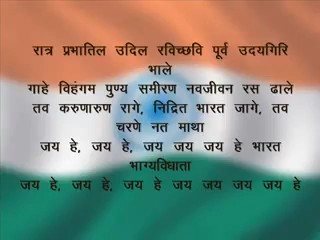 रात्र प्रभातिल उदिल रविच्छवि पूर्व उदयगिरि
भाले
गाहे विहंगम पुण्य समीरण नवजीवन रस ढाले
तव करुणारुण रागे, निद्रित भारत जागे, तव
चरणे नत माथा
जय हे, जय हे, जय जय जय हे भारत
भाग्यविधाता
जय हे, जय हे, जय हे जय जय जय जय हे